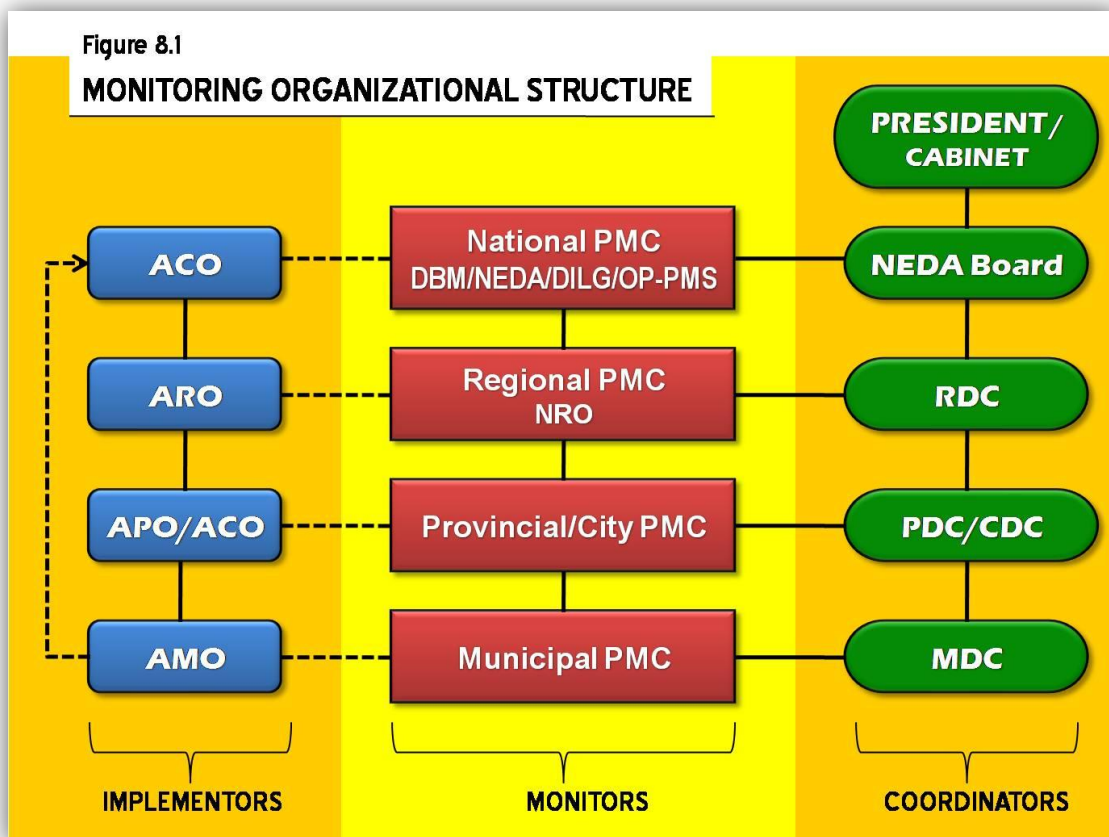 Figure 8.1
MONITORING ORGANIZATIONAL STRUCTURE
PRESIDENT/
CABINET
ACO
National PMC
DBM/NEDA/DILG/OP-PMS
NEDA Board
ARO
Regional PMC
NRO
RDC
APO/ACO
Provincial/City PMC
PDC/CDC
AMO
Municipal PMC
MDC
IMPLEMENTORS
MONITORS
COORDINATORS